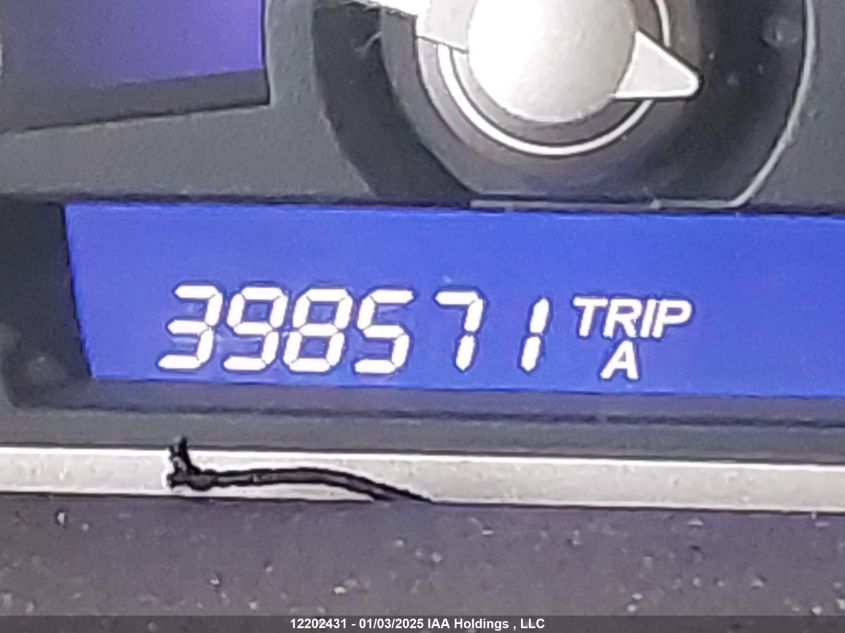 398571 TRIP
A
12202431 - 01/03/2025 IAA Holdings , LLC